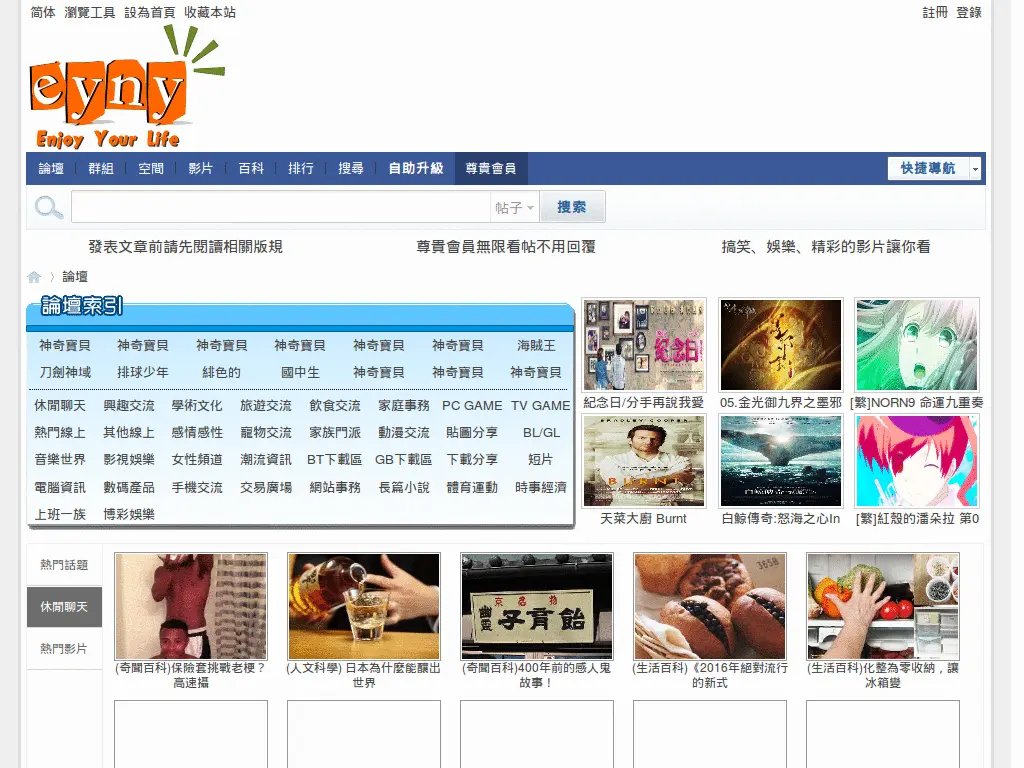 简体 瀏覽工具 設為首頁 收藏本站 註冊 登錄
eyny
Enjoy Your Life
論壇 群組 空間 影片 百科 排行 搜尋 自助升級 尊貴會員 快捷導航
帖子 搜索
發表文章前請先閱讀相關版規 尊貴會員無限看帖不用回覆 搞笑、娛樂、精彩的影片讓你看
〉論壇
論壇索引
神奇寶貝 神奇寶貝 神奇寶貝 神奇寶貝 神奇寶貝 神奇寶貝 海賊王
刀劍神域 排球少年 緋色的 國中生 神奇寶貝 神奇寶貝 神奇寶貝
休閒聊天 興趣交流 學術文化 旅遊交流 飲食交流 家庭事務 PC GAME TV GAME
熱門線上 其他線上 感情感性 寵物交流 家族門派 動漫交流 貼圖分享 BL/GL
音樂世界 影視娛樂 女性頻道 潮流資訊 BT下載區 GB下載區 下載分享 短片
電腦資訊 數碼產品 手機交流 交易廣場 網站事務 長篇小說 體育運動 時事經濟
上班一族 博彩娛樂
紀念日
紀念日/分手再說我愛 05.金光御九界之墨邪 [繁]NORN9 命運九重奏
BRADLEY COOPER
BURNT
天菜大廚 Burnt 白鯨傳奇:怒海之心In [繁]紅殼的潘朵拉 第0
熱門話題
休閒聊天
熱門影片
京名物
幽靈
子育飴
3658
(奇聞百科)保險套挑戰老梗？高速攝
(人文科學) 日本為什麼能釀出世界
(奇聞百科)400年前的感人鬼故事！
(生活百科)《2016年絕對流行的新式
(生活百科)化整為零收納，讓冰箱變